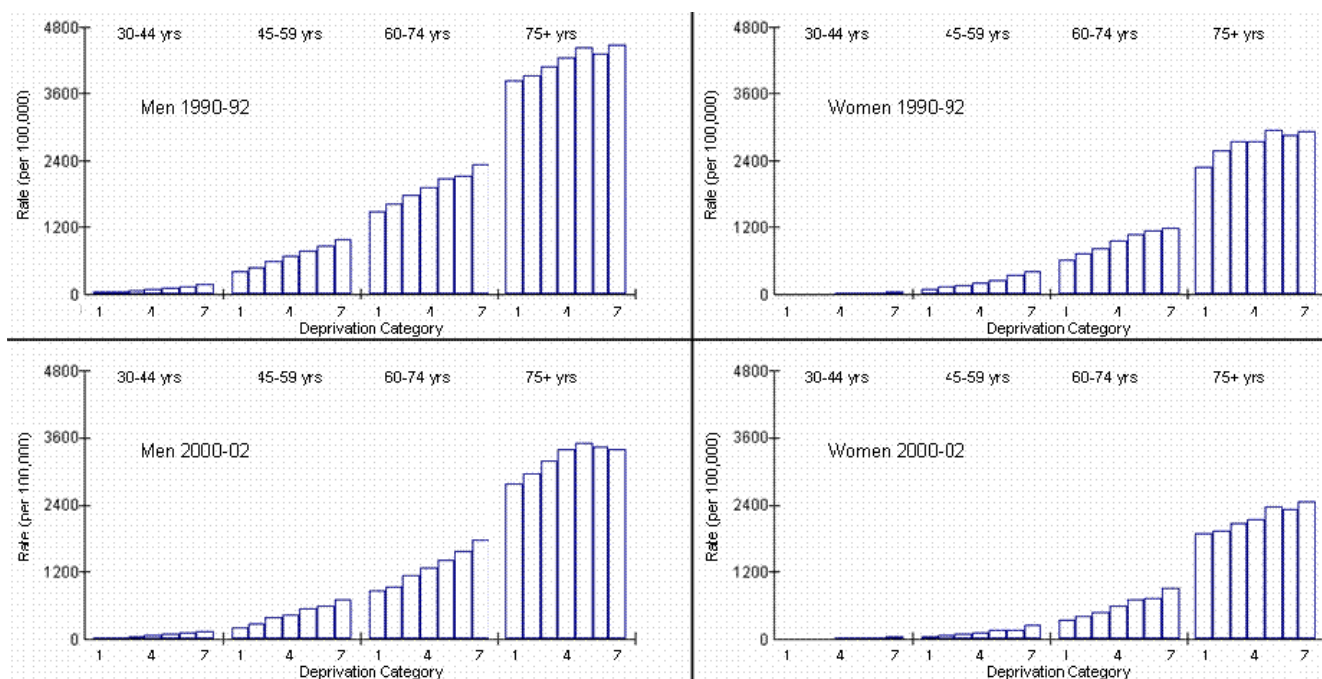 4800
30-44 yrs 45-59 yrs 60-74 yrs 75+ yrs
3600
Men 1990-92
2400
1200
0
Rate (per 100,000)
1 4 7 1 4 7 1 4 7 1 4 7
Deprivation Category
4800
30-44 yrs 45-59 yrs 60-74 yrs 75+ yrs
3600
Women 1990-92
2400
1200
0
Rate (per 100,000)
1 4 7 1 4 7 1 4 7 1 4 7
Deprivation Category
4800
30-44 yrs 45-59 yrs 60-74 yrs 75+ yrs
3600
Men 2000-02
2400
1200
0
Rate (per 100,000)
1 4 7 1 4 7 1 4 7 1 4 7
Deprivation Category
4800
30-44 yrs 45-59 yrs 60-74 yrs 75+ yrs
3600
Women 2000-02
2400
1200
0
Rate (per 100,000)
1 4 7 1 4 7 1 4 7 1 4 7
Deprivation Category